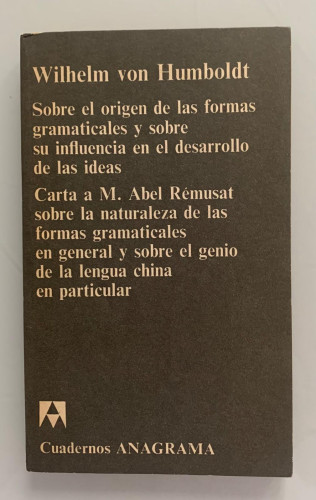 Wilhelm von Humboldt
Sobre el origen de las formas
gramaticales y sobre
su influencia en el desarrollo
de las ideas
Carta a M. Abel Rémusat
sobre la naturaleza de las
formas gramaticales
en general y sobre el genio
de la lengua china
en particular
Cuadernos ANAGRAMA